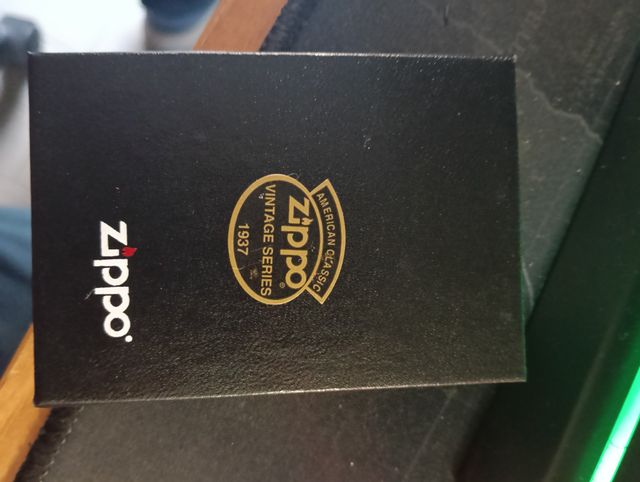 AMERICAN CLASSIC
Zippo®
VINTAGE SERIES
1937
Zippo®